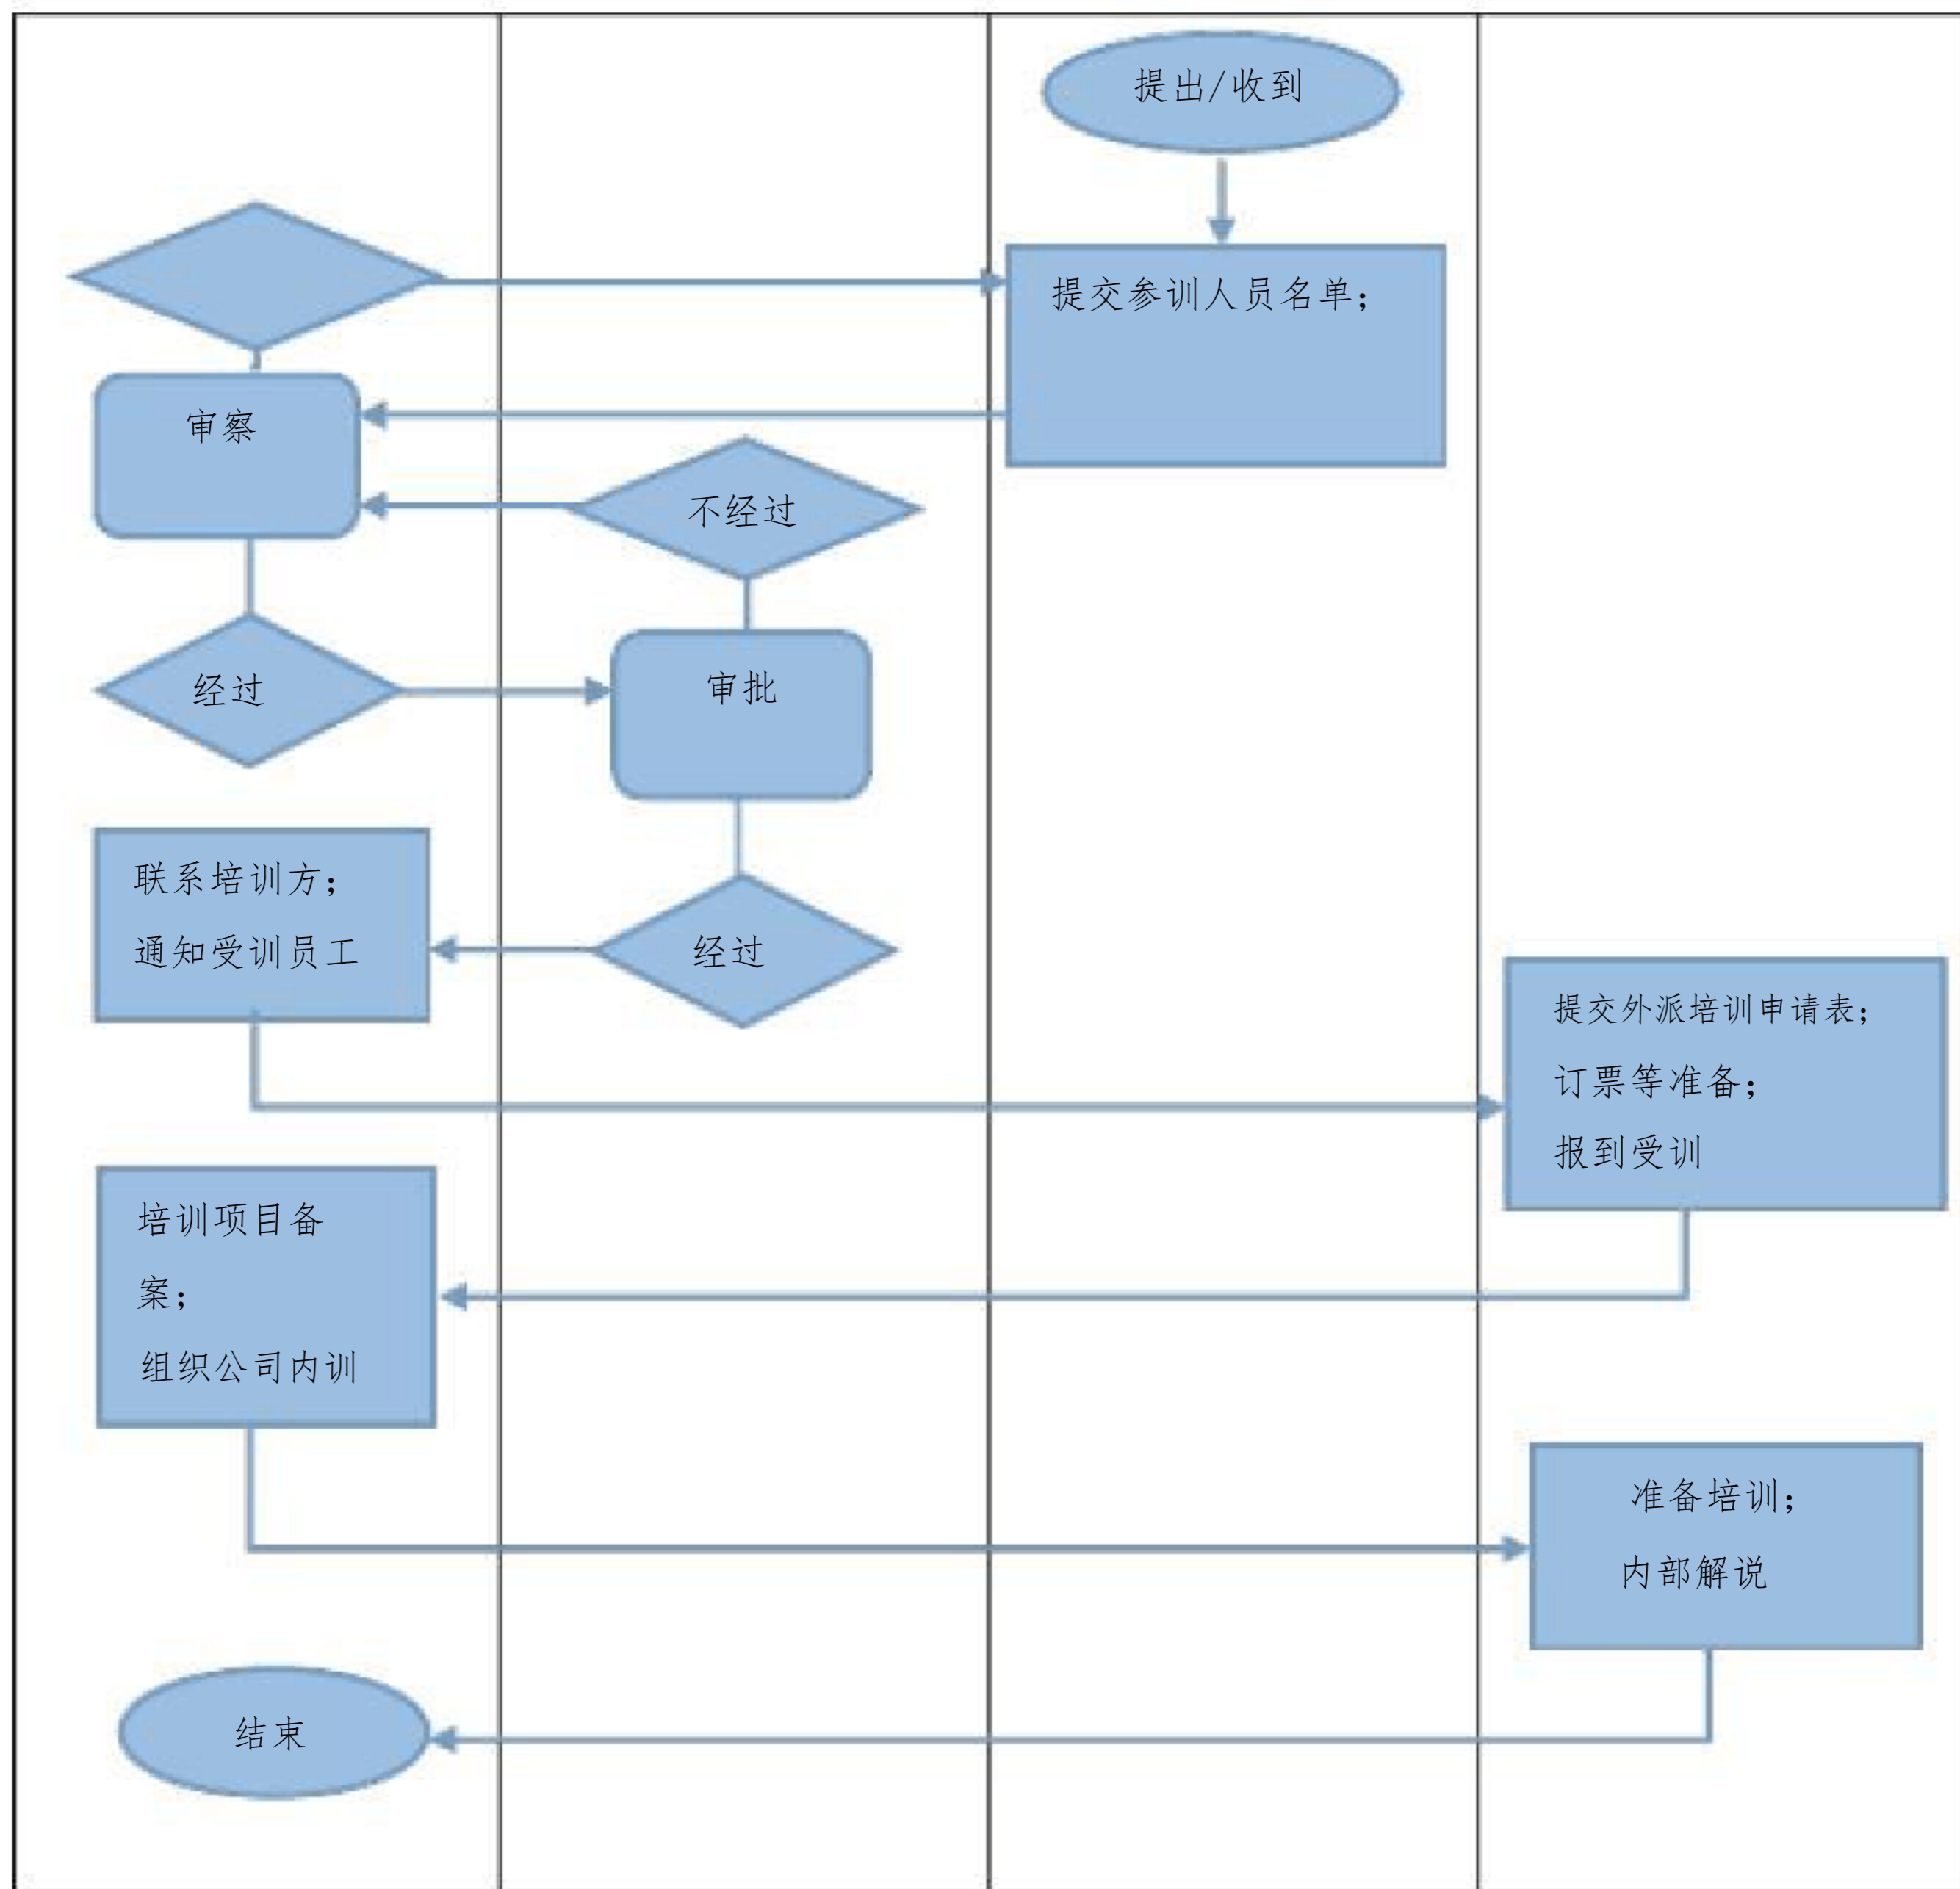 提出/收到
提交参训人员名单；
审察
不经过
经过
审批
联系培训方；
通知受训员工
经过
提交外派培训申请表；
订票等准备；
报到受训
培训项目备
案；
组织公司内训
准备培训；
内部解说
结束